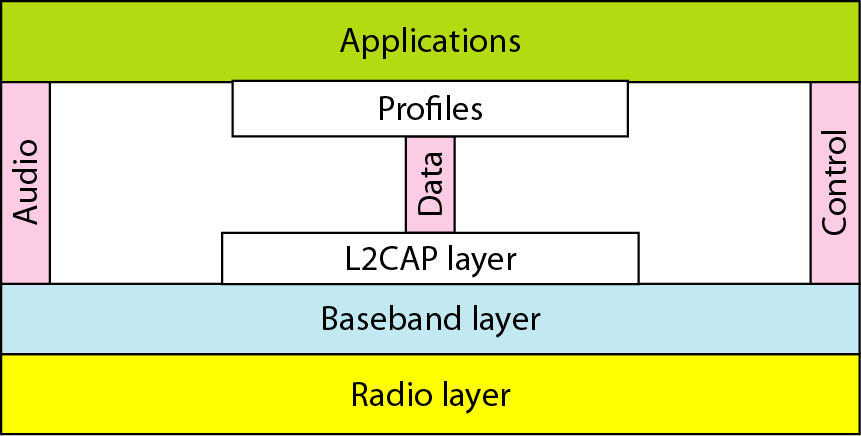 Applications
Profiles
Audio
Data
Control
L2CAP layer
Baseband layer
Radio layer